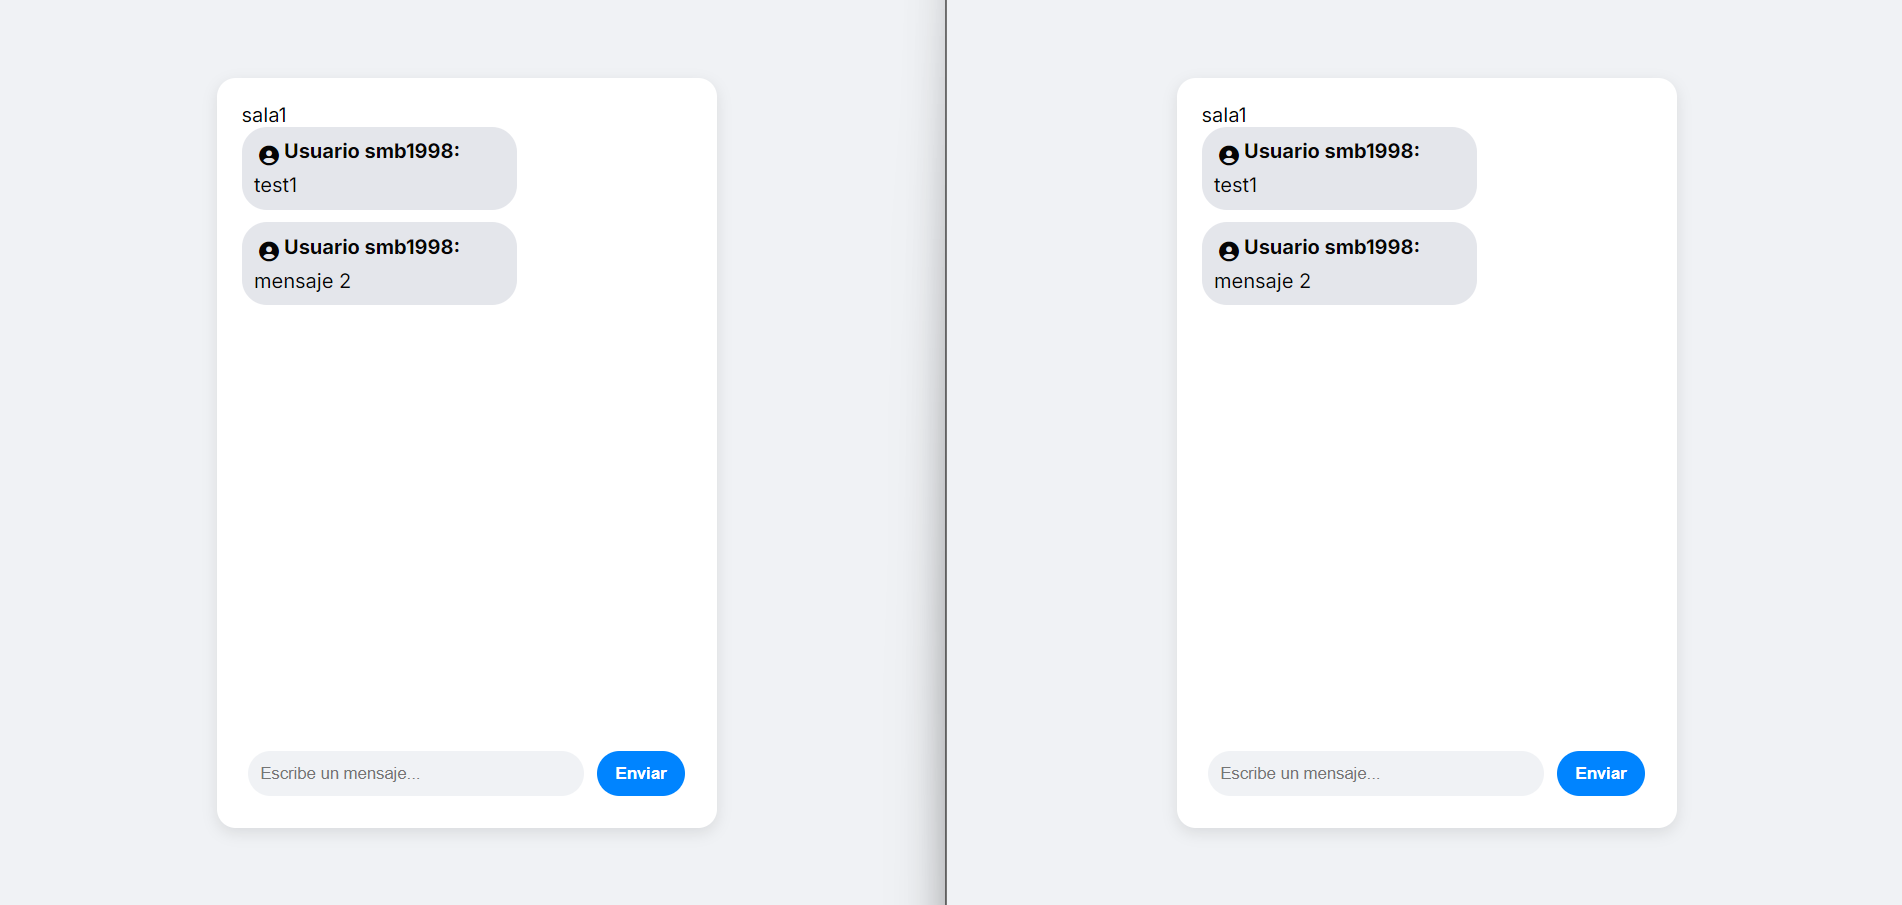 sala1
Usuario smb1998:
test1
Usuario smb1998:
mensaje 2
Escribe un mensaje...
Enviar
sala1
Usuario smb1998:
test1
Usuario smb1998:
mensaje 2
Escribe un mensaje...
Enviar